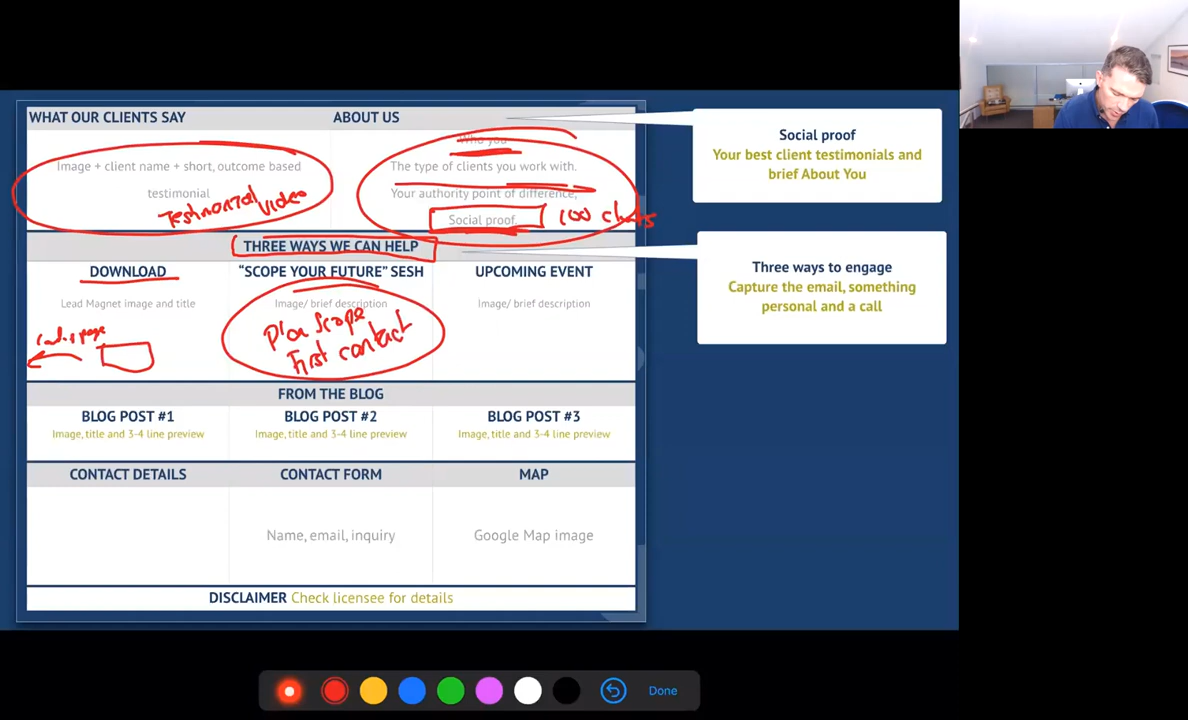 WHAT OUR CLIENTS SAY
ABOUT US
Image + client name + short, outcome based
testimonial
Testimonial video
Who you
The type of clients you work with.
Your authority point of difference,
Social proof.
100 clients
Social proof
Your best client testimonials and
brief About You
THREE WAYS WE CAN HELP
Three ways to engage
Capture the email, something
personal and a call
DOWNLOAD
Lead Magnet image and title
page
“SCOPE YOUR FUTURE” SESH
Image/ brief description
Plan Scope
First contact
UPCOMING EVENT
Image/ brief description
FROM THE BLOG
BLOG POST #1
Image, title and 3-4 line preview
BLOG POST #2
Image, title and 3-4 line preview
BLOG POST #3
Image, title and 3-4 line preview
CONTACT DETAILS
CONTACT FORM
Name, email, inquiry
MAP
Google Map image
DISCLAIMER Check licensee for details
Done